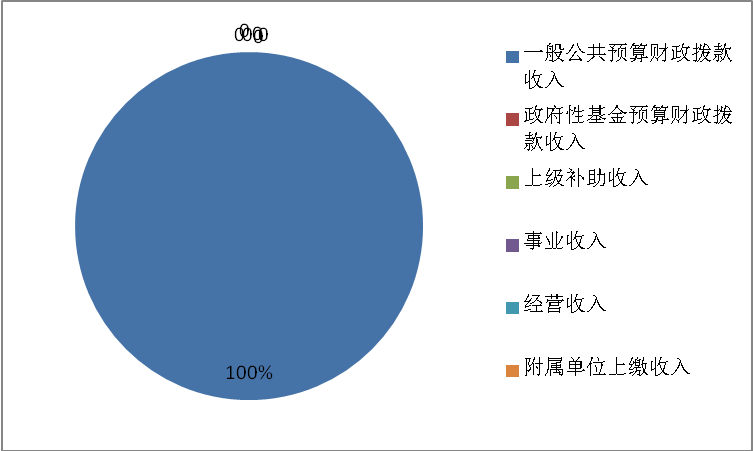 一般公共预算财政拨款
收入
政府性基金预算财政拨
款收入
上级补助收入
事业收入
经营收入
附属单位上缴收入
100%